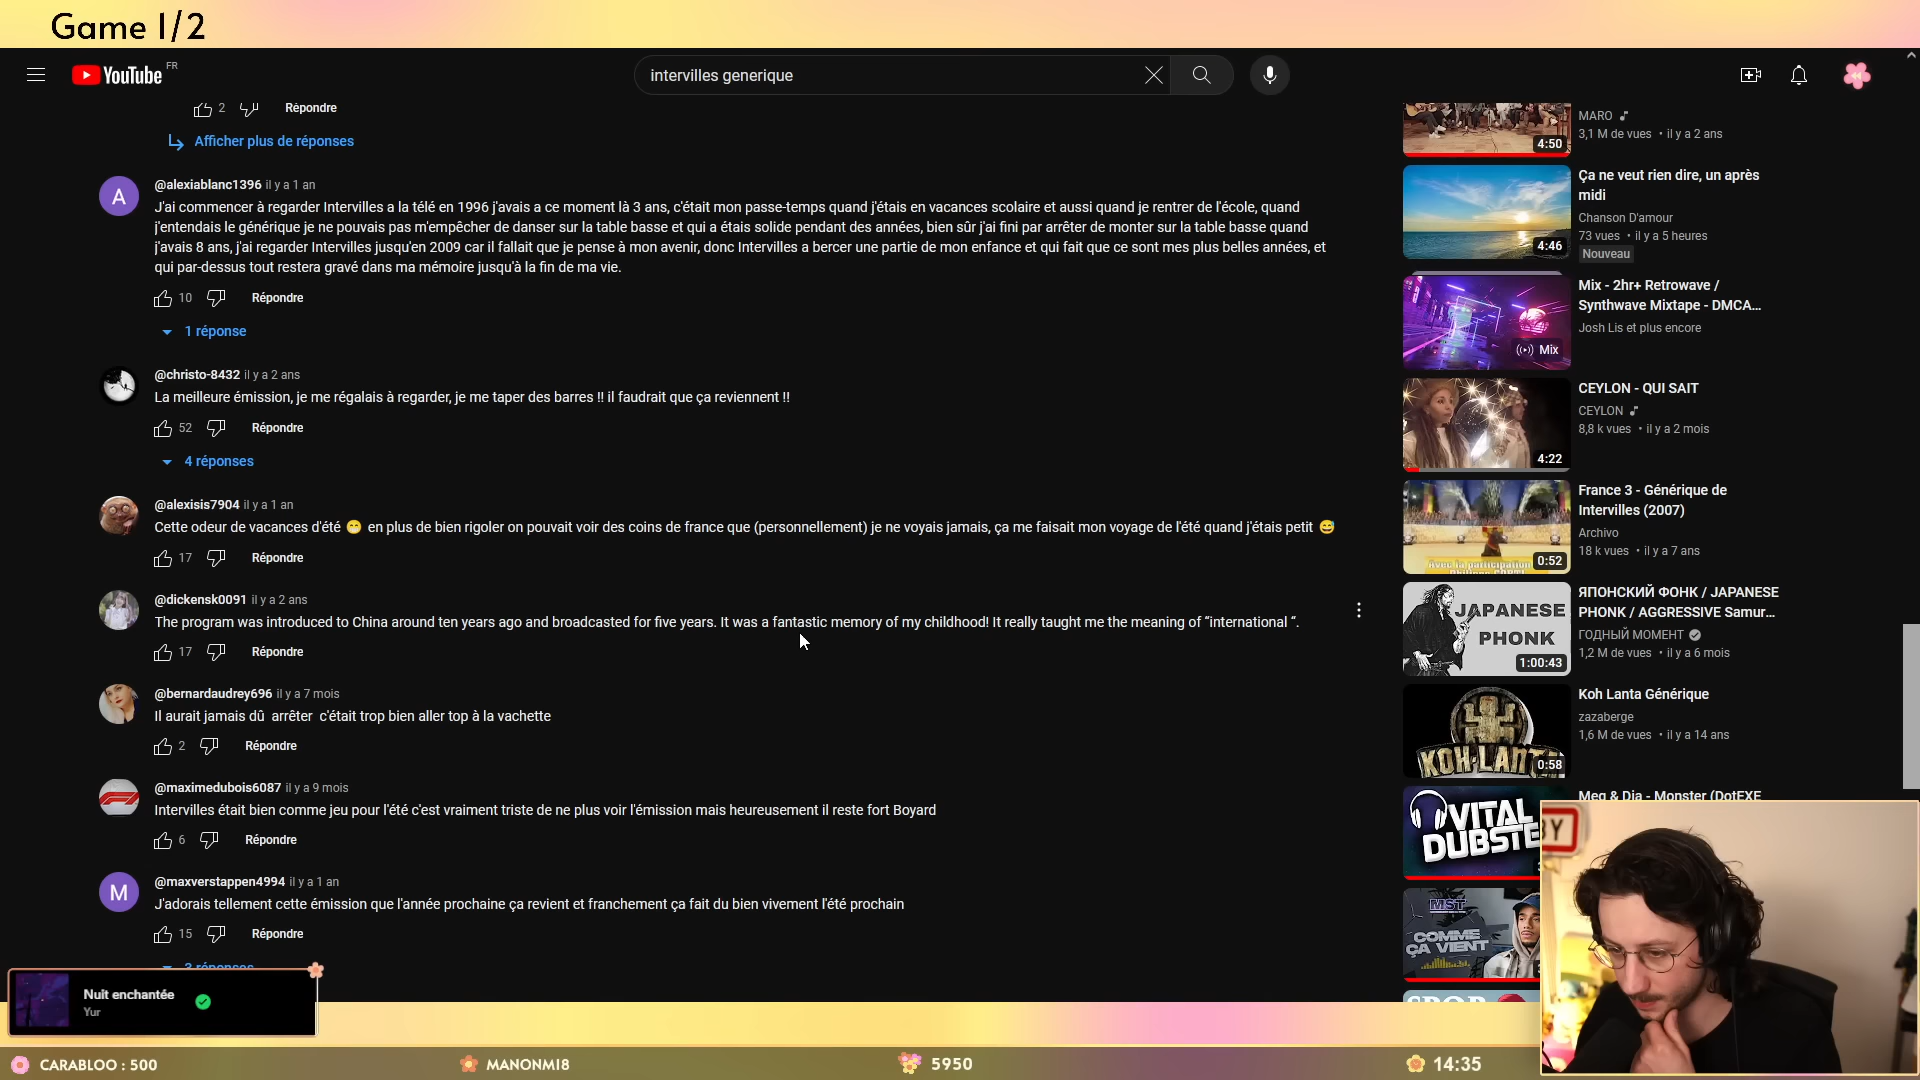 Game 1/2
YouTube FR
intervilles generique
2 Répondre
Afficher plus de réponses
A
@alexiablanc1396 il y a 1 an
J'ai commencer à regarder Intervilles a la télé en 1996 j'avais a ce moment là 3 ans, c'était mon passe-temps quand j'étais en vacances scolaire et aussi quand je rentrer de l'école, quand
j'entendais le générique je ne pouvais pas m'empêcher de danser sur la table basse et qui a étais solide pendant des années, bien sûr j'ai fini par arrêter de monter sur la table basse quand
j'avais 8 ans, j'ai regarder Intervilles jusqu'en 2009 car il fallait que je pense à mon avenir, donc Intervilles a bercer une partie de mon enfance et qui fait que ce sont mes plus belles années, et
qui par-dessus tout restera gravé dans ma mémoire jusqu'à la fin de ma vie.
10 Répondre
1 réponse
@christo-8432 il y a 2 ans
La meilleure émission, je me régalais à regarder, je me taper des barres !! il faudrait que ça reviennent !!
52 Répondre
4 réponses
@alexisis7904 il y a 1 an
Cette odeur de vacances d'été 😁 en plus de bien rigoler on pouvait voir des coins de france que (personnellement) je ne voyais jamais, ça me faisait mon voyage de l'été quand j'étais petit 😅
17 Répondre
@dickensk0091 il y a 2 ans
The program was introduced to China around ten years ago and broadcasted for five years. It was a fantastic memory of my childhood! It really taught me the meaning of “international “.
17 Répondre
@bernardaudrey696 il y a 7 mois
Il aurait jamais dû arrêter c'était trop bien aller top à la vachette
2 Répondre
@maximedubois6087 il y a 9 mois
Intervilles était bien comme jeu pour l'été c'est vraiment triste de ne plus voir l'émission mais heureusement il reste fort Boyard
6 Répondre
M
@maxverstappen4994 il y a 1 an
J'adorais tellement cette émission que l'année prochaine ça revient et franchement ça fait du bien vivement l'été prochain
15 Répondre
3 réponses
MARO
3,1 M de vues • il y a 2 ans
4:50
Ça ne veut rien dire, un après
midi
Chanson D'amour
73 vues • il y a 5 heures
Nouveau
4:46
Mix - 2hr+ Retrowave /
Synthwave Mixtape - DMCA...
Josh Lis et plus encore
Mix
CEYLON - QUI SAIT
CEYLON
8,8 k vues • il y a 2 mois
4:22
France 3 - Générique de
Intervilles (2007)
Archivo
18 k vues • il y a 7 ans
Avec la participation
0:52
ЯПОНСКИЙ ФОНК / JAPANESE
PHONK / AGGRESSIVE Samur...
ГОДНЫЙ МОМЕНТ
1,2 M de vues • il y a 6 mois
JAPANESE
PHONK
1:00:43
Koh Lanta Générique
zazaberge
1,6 M de vues • il y a 14 ans
KOH-LANTA
0:58
Meg & Dia - Monster (DotEXE
VITAL
DUBSTE
MST
COMME
ÇA VIENT
BY
Nuit enchantée
Yur
CARABLOO : 500
MANONMI8
5950
14:35